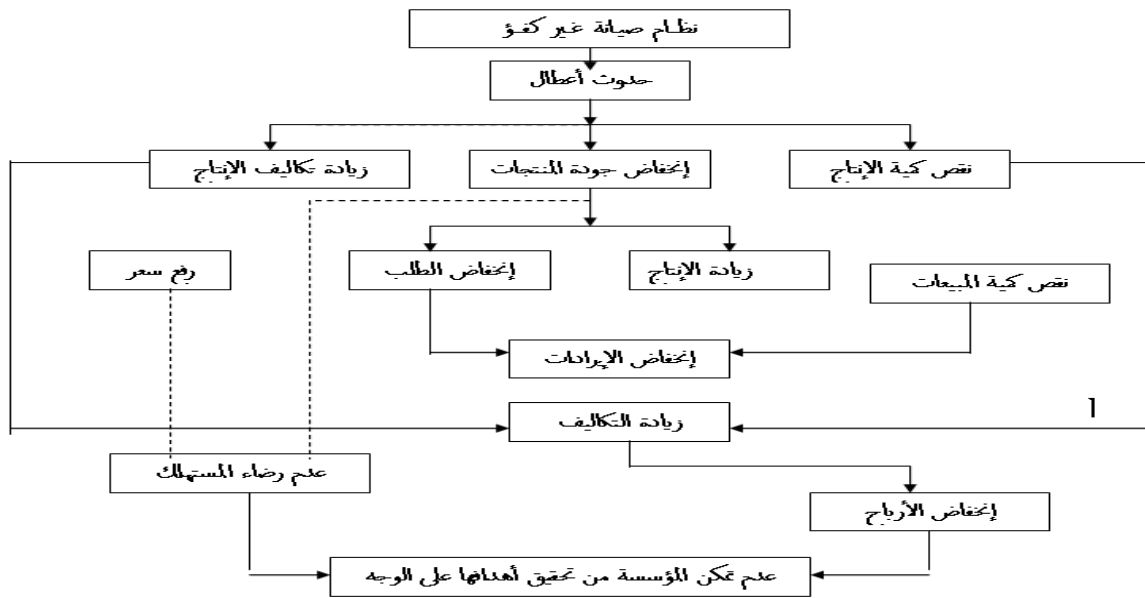 نظام صيانة غير كفؤ
حدوث أعطال
نقص كمية الإنتاج
إنخفاض جودة المنتجات
زيادة تكاليف الإنتاج
زيادة الإنتاج
إنخفاض الطلب
رفع سعر
نقص كمية المبيعات
إنخفاض الإيرادات
زيادة التكاليف
1
عدم رضاء المستهلك
إنخفاض الأرباح
عدم تمكن المؤسسة من تحقيق أهدافها على الوجه